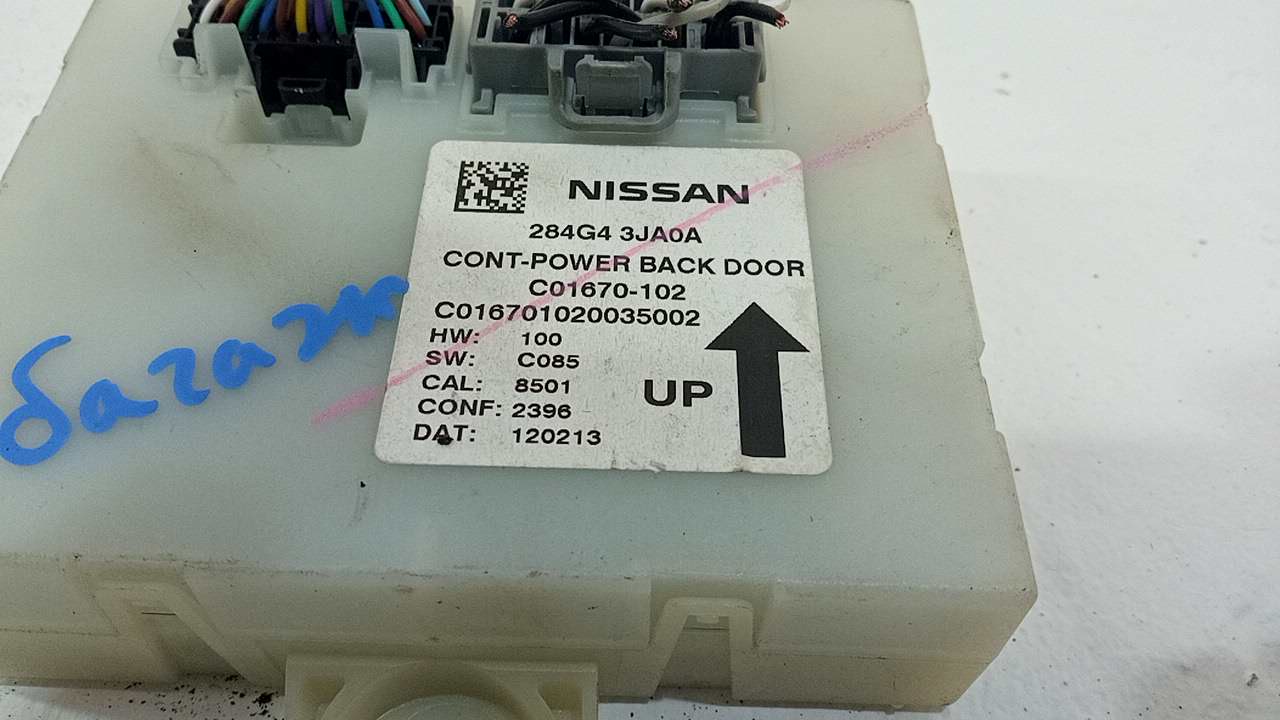 NISSAN
284G4 3JA0A
CONT-POWER BACK DOOR
C01670-102
C016701020035002
HW: 100
SW: C085
CAL: 8501
CONF: 2396
DAT: 120213
UP
багаж